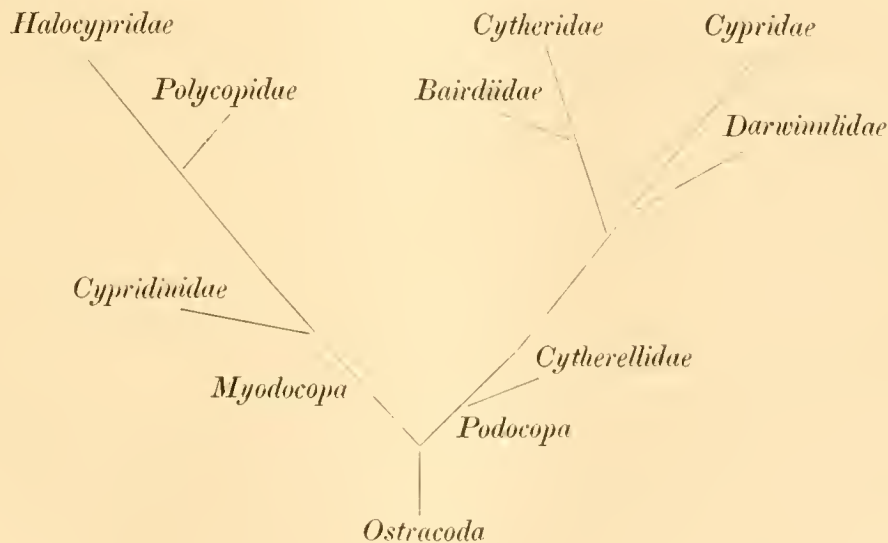 Halocypridae
Cytheridae
Cypridae
Polycopidae
Bairdiidae
Darwinulidae
Cypridinidae
Cytherellidae
Myodocopa
Podocopa
Ostracoda